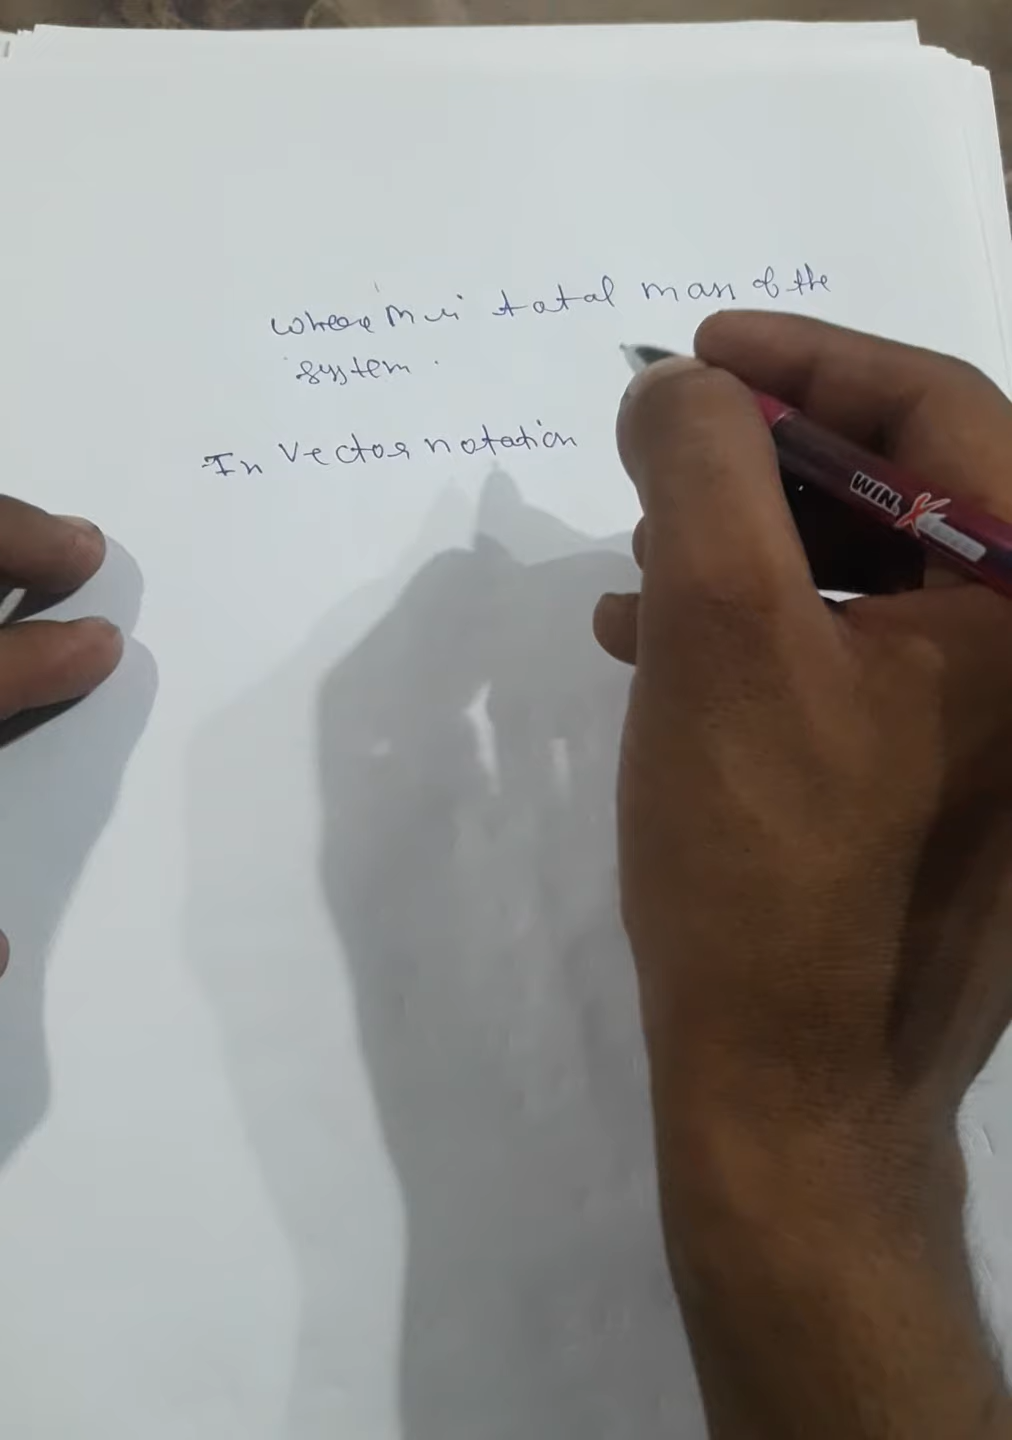 where M is total mass of the
system.
In vector notation
WIN